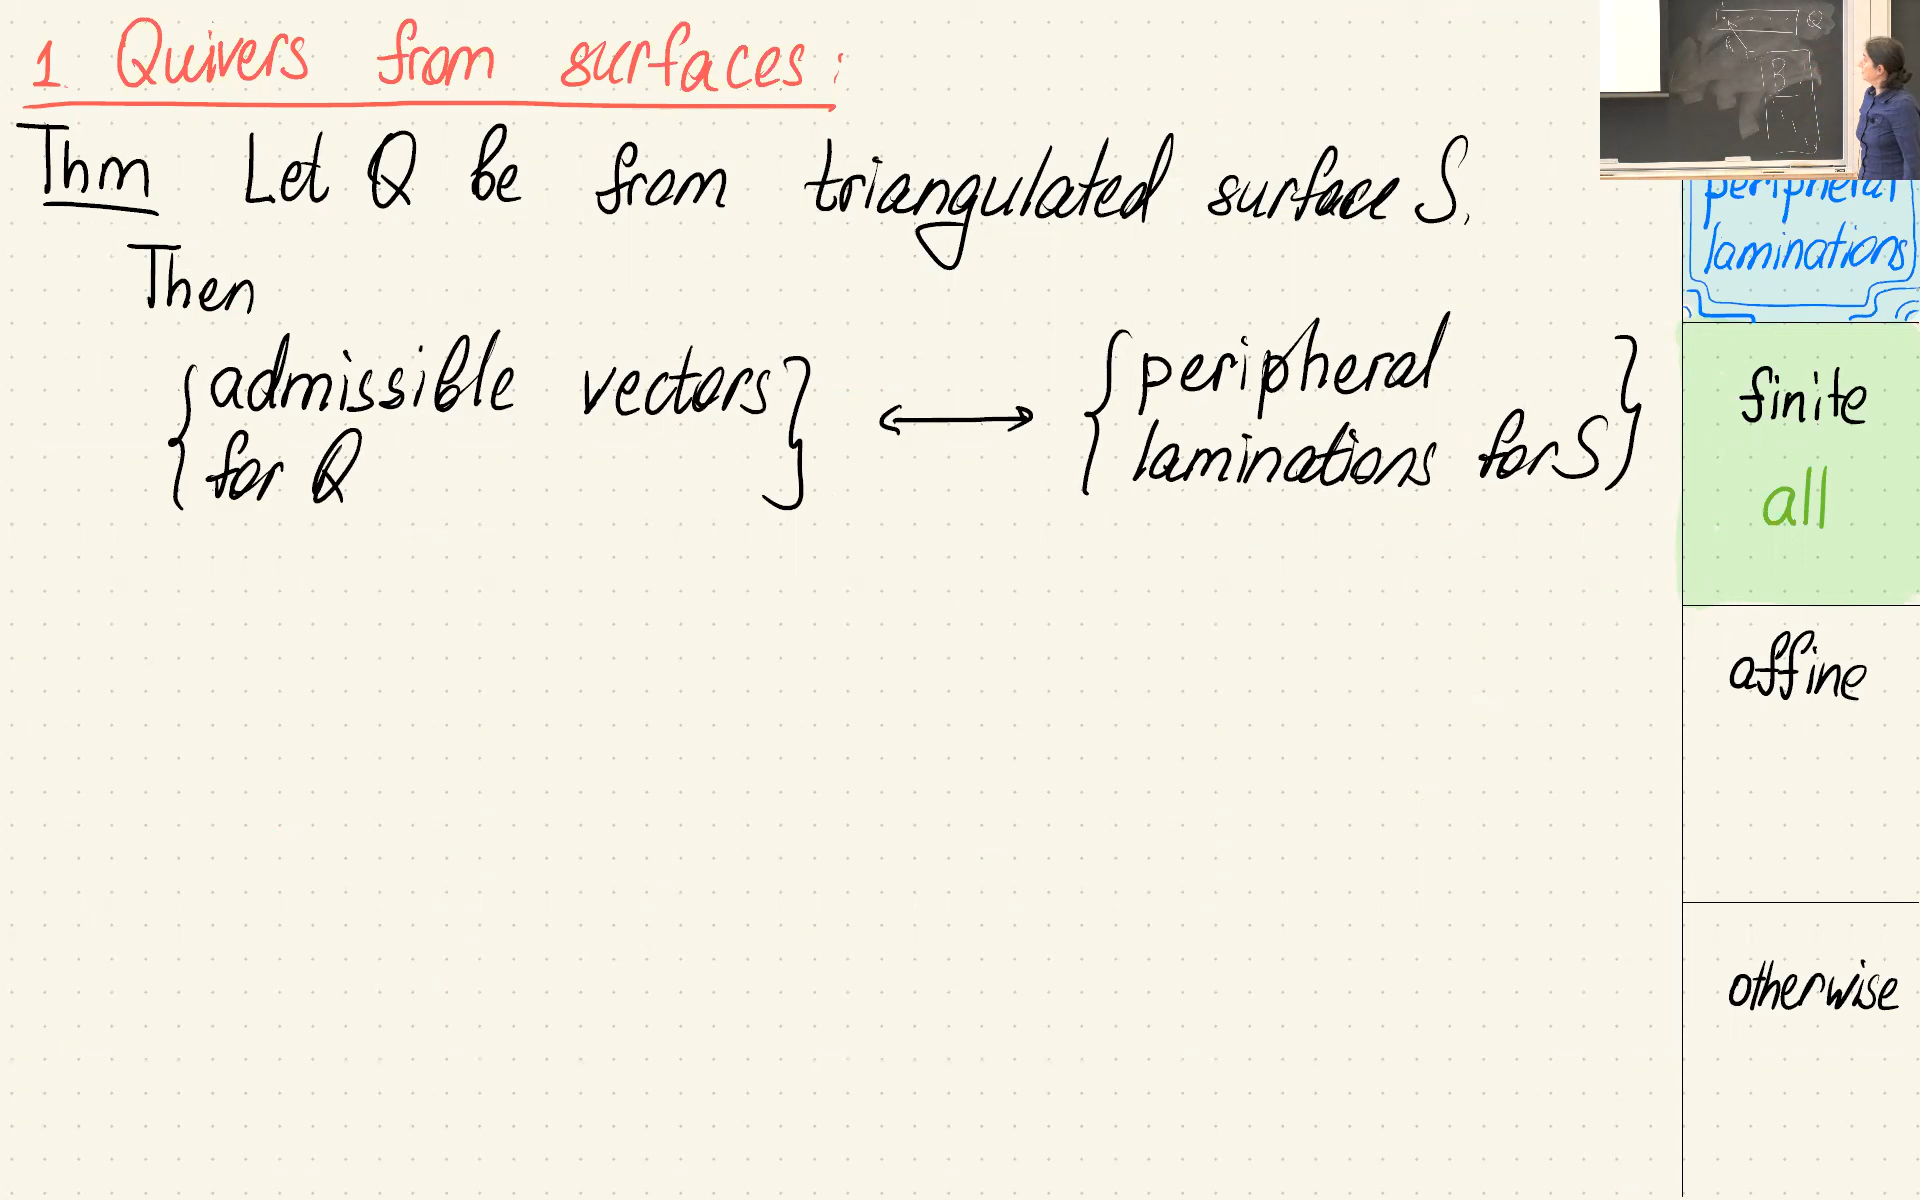 1 Quivers from surfaces:
Thm Let Q be from triangulated surface S.
Then
{ admissible vectors for Q } ↔ { peripheral laminations for S }
peripheral
laminations
finite
all
affine
otherwise
Q
B